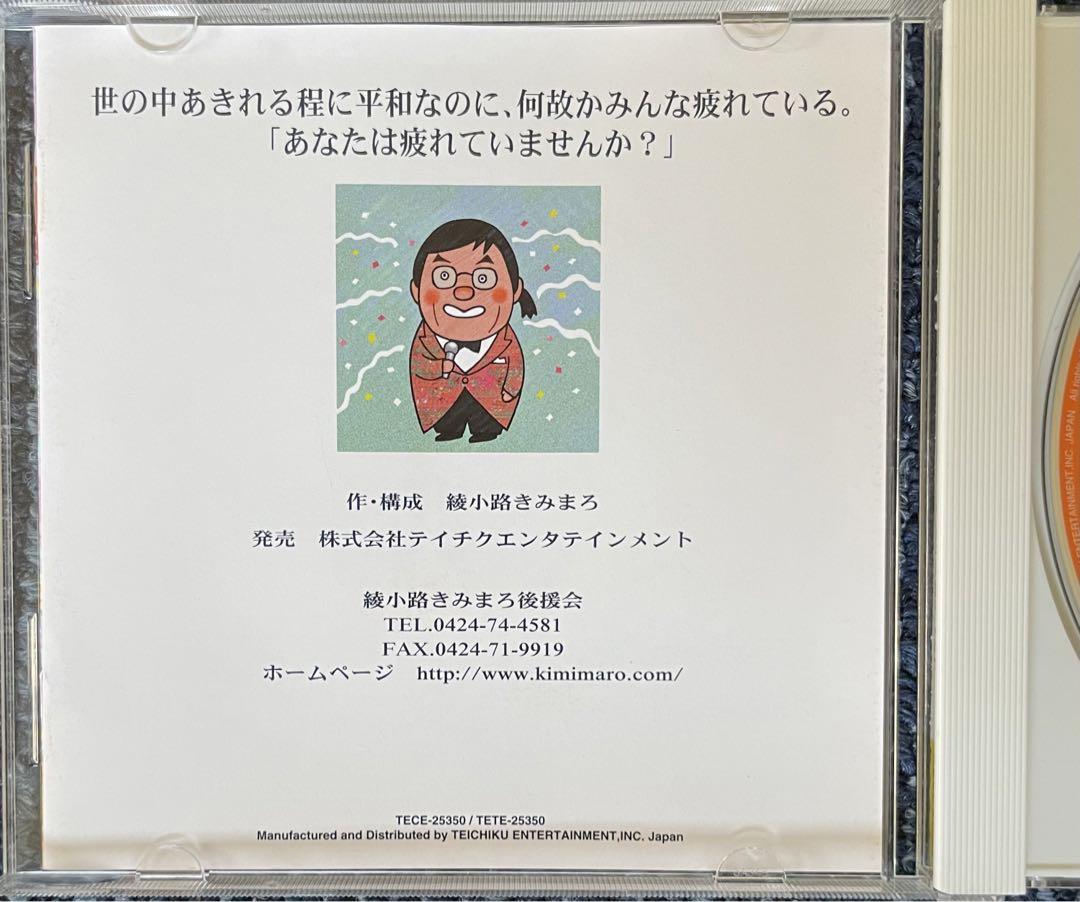 世の中あきれる程に平和なのに、何故かみんな疲れている。
「あなたは疲れていませんか？」
作・構成　綾小路きみまろ
発売　株式会社テイチクエンタテインメント
綾小路きみまろ後援会
TEL.0424-74-4581
FAX.0424-71-9919
ホームページ　http://www.kimimaro.com/
TECE-25350 / TETE-25350
Manufactured and Distributed by TEICHIKU ENTERTAINMENT,INC. Japan
ENTERTAINMENT,INC. JAPAN All rights